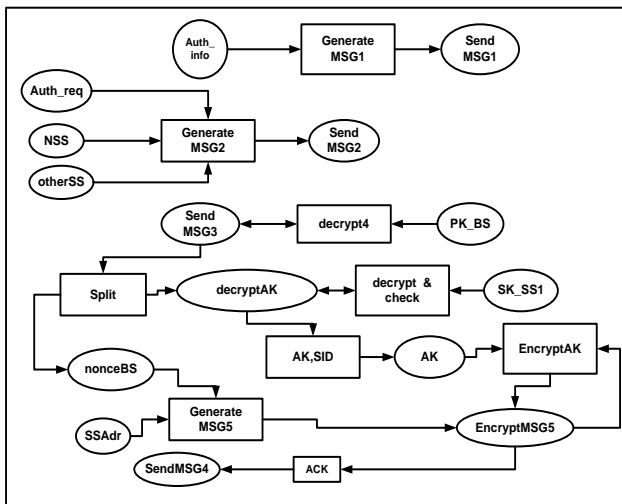 Auth_
info
Generate
MSG1
Send
MSG1
Auth_req
NSS
otherSS
Generate
MSG2
Send
MSG2
Send
MSG3
decrypt4
PK_BS
Split
decryptAK
decrypt &
check
SK_SS1
AK,SID
AK
EncryptAK
nonceBS
SSAdr
Generate
MSG5
EncryptMSG5
SendMSG4
ACK